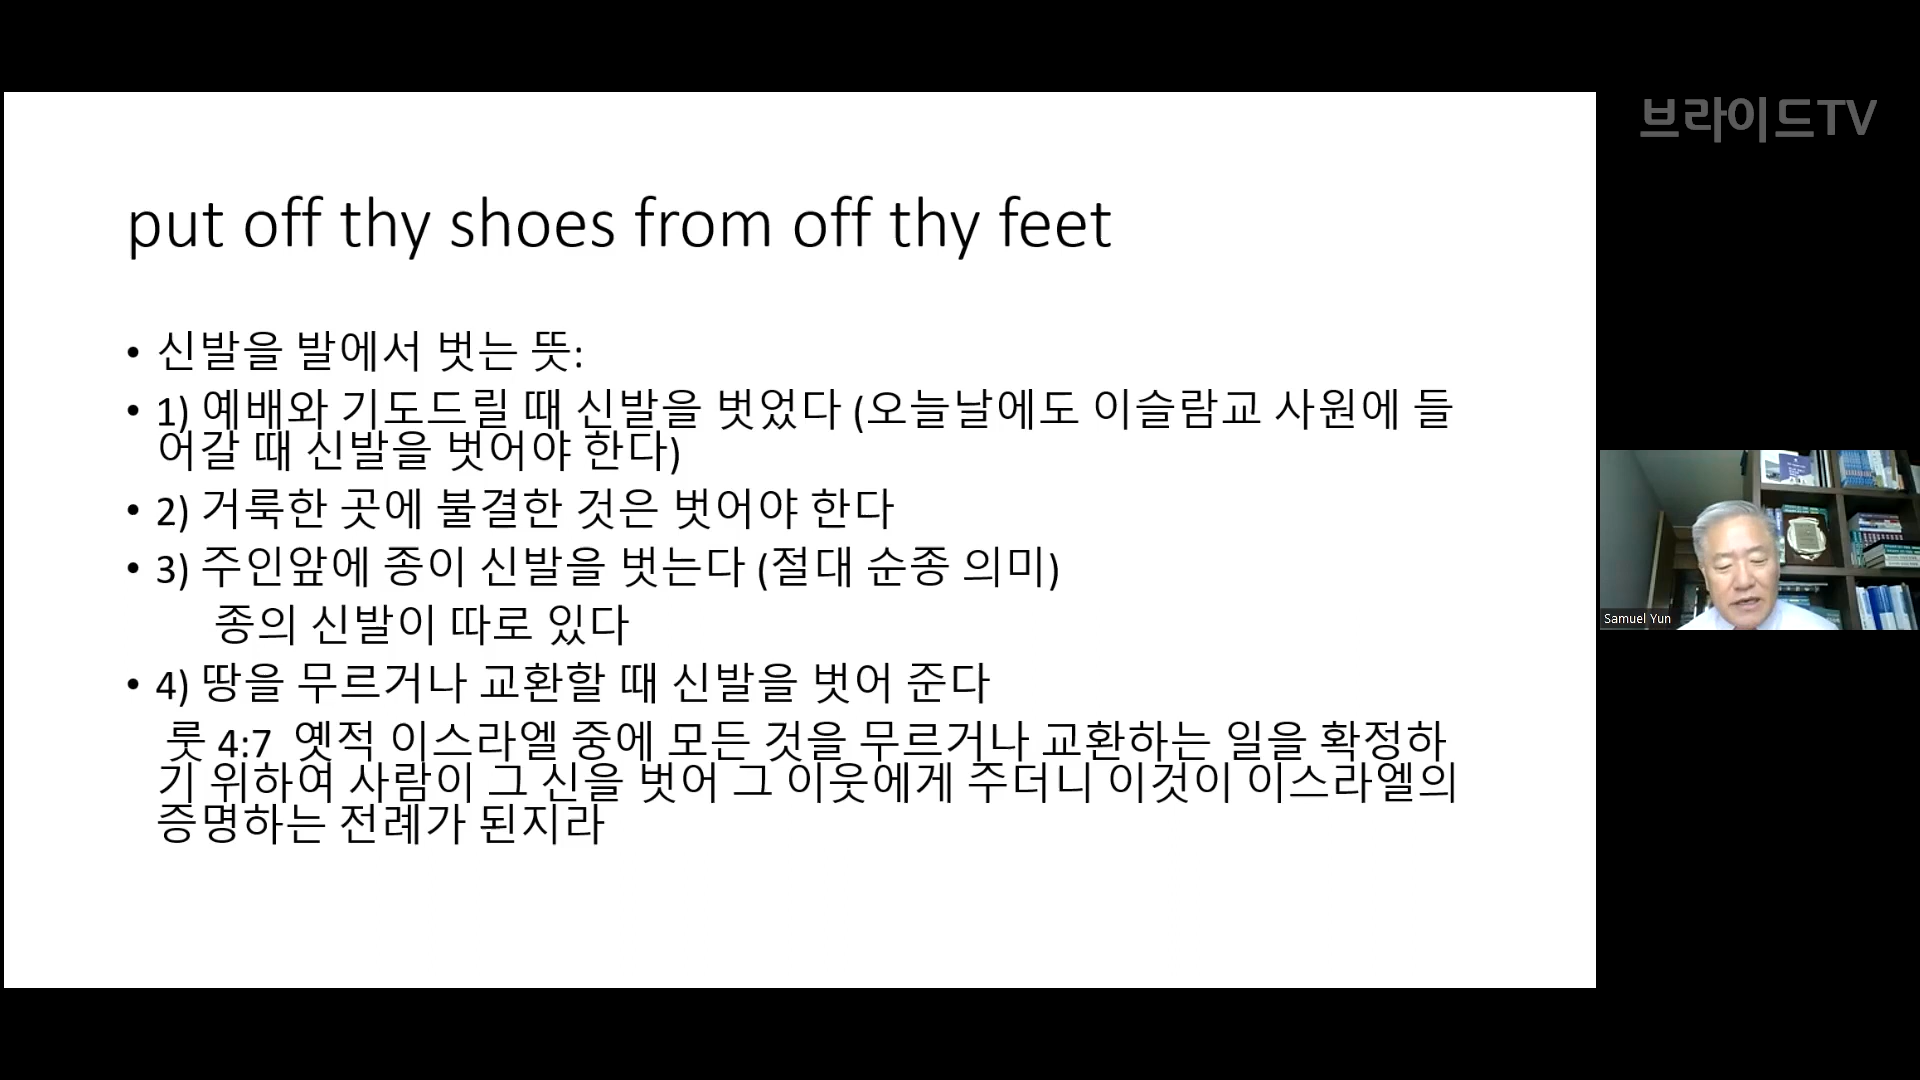 브라이드TV
put off thy shoes from off thy feet
• 신발을 발에서 벗는 뜻:
• 1) 예배와 기도드릴 때 신발을 벗었다 (오늘날에도 이슬람교 사원에 들
어갈 때 신발을 벗어야 한다)
• 2) 거룩한 곳에 불결한 것은 벗어야 한다
• 3) 주인앞에 종이 신발을 벗는다 (절대 순종 의미)
종의 신발이 따로 있다
• 4) 땅을 무르거나 교환할 때 신발을 벗어 준다
룻 4:7 옛적 이스라엘 중에 모든 것을 무르거나 교환하는 일을 확정하
기 위하여 사람이 그 신을 벗어 그 이웃에게 주더니 이것이 이스라엘의
증명하는 전례가 된지라
Samuel Yun